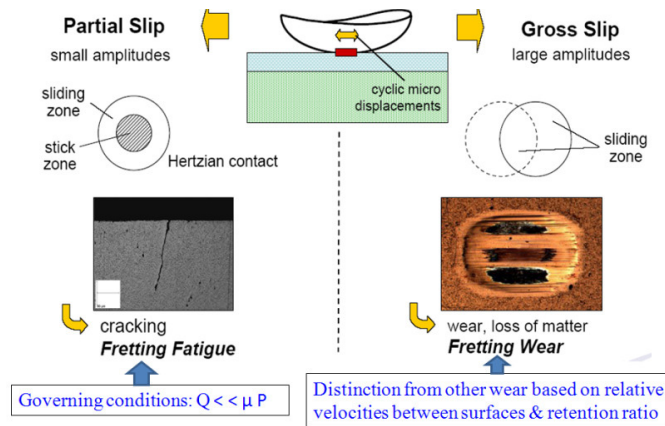 Partial Slip
small amplitudes
sliding
zone
stick
zone
Hertzian contact
cyclic micro
displacements
Gross Slip
large amplitudes
sliding
zone
cracking
Fretting Fatigue
Governing conditions: Q < < μ P
wear, loss of matter
Fretting Wear
Distinction from other wear based on relative
velocities between surfaces & retention ratio